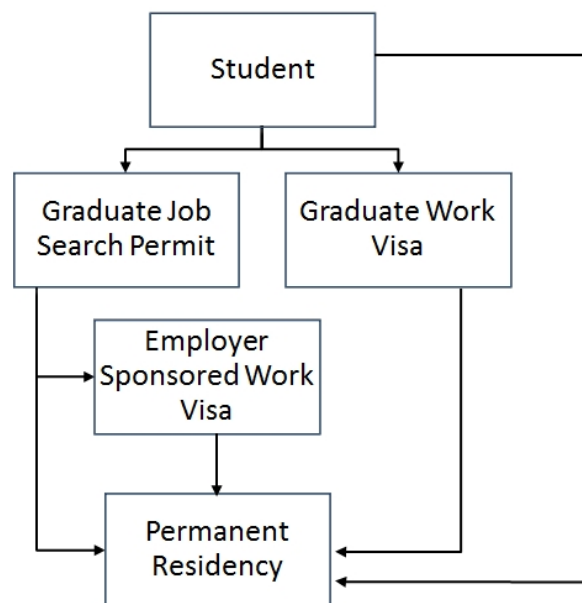 Student
Graduate Job
Search Permit
Graduate Work
Visa
Employer
Sponsored Work
Visa
Permanent
Residency